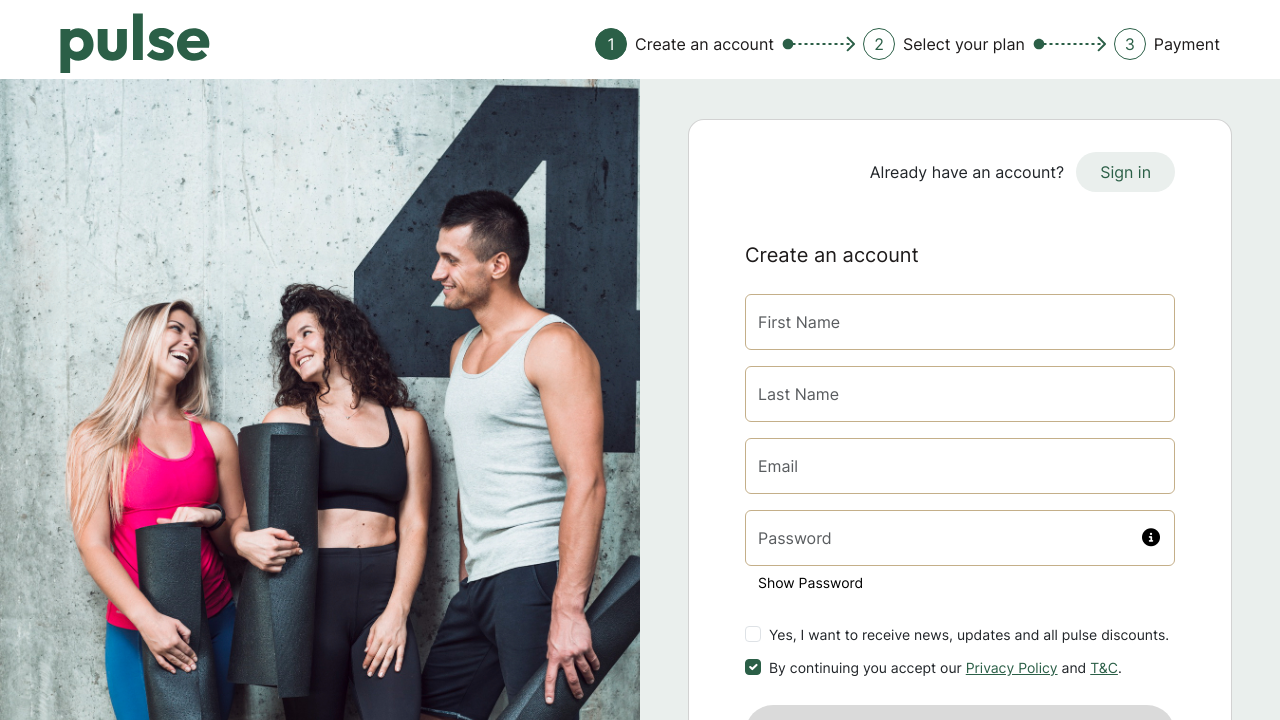 pulse
1 Create an account 2 Select your plan 3 Payment
4
Already have an account? Sign in
Create an account
First Name
Last Name
Email
Password
Show Password
Yes, I want to receive news, updates and all pulse discounts.
By continuing you accept our Privacy Policy and T&C.